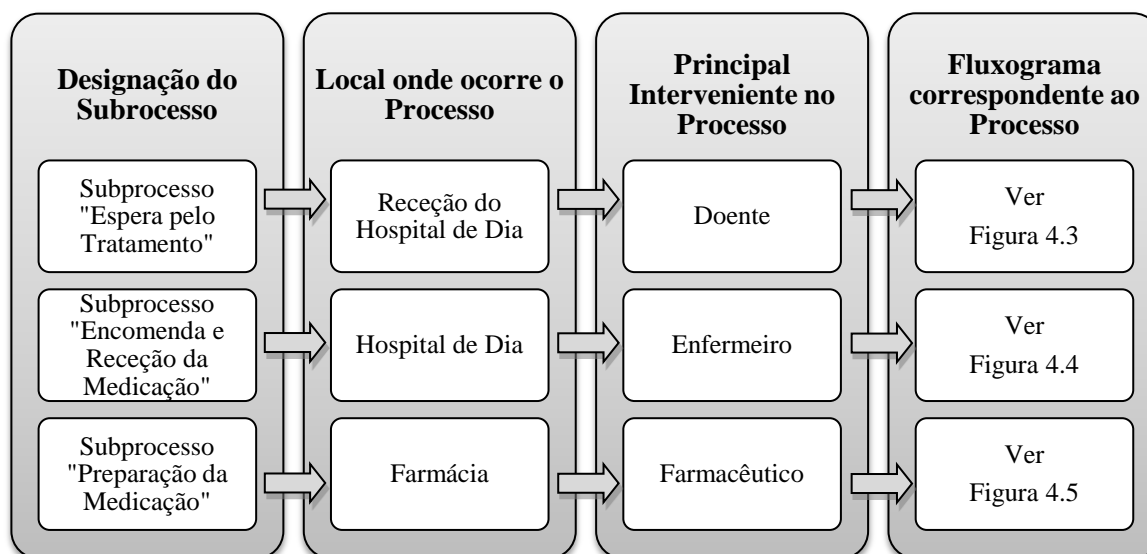 Designação do
Subrocesso
Local onde ocorre o
Processo
Principal
Interveniente no
Processo
Fluxograma
correspondente ao
Processo
Subprocesso
"Espera pelo
Tratamento"
Receção do
Hospital de Dia
Doente
Ver
Figura 4.3
Subprocesso
"Encomenda e
Receção da
Medicação"
Hospital de Dia
Enfermeiro
Ver
Figura 4.4
Subprocesso
"Preparação da
Medicação"
Farmácia
Farmacêutico
Ver
Figura 4.5